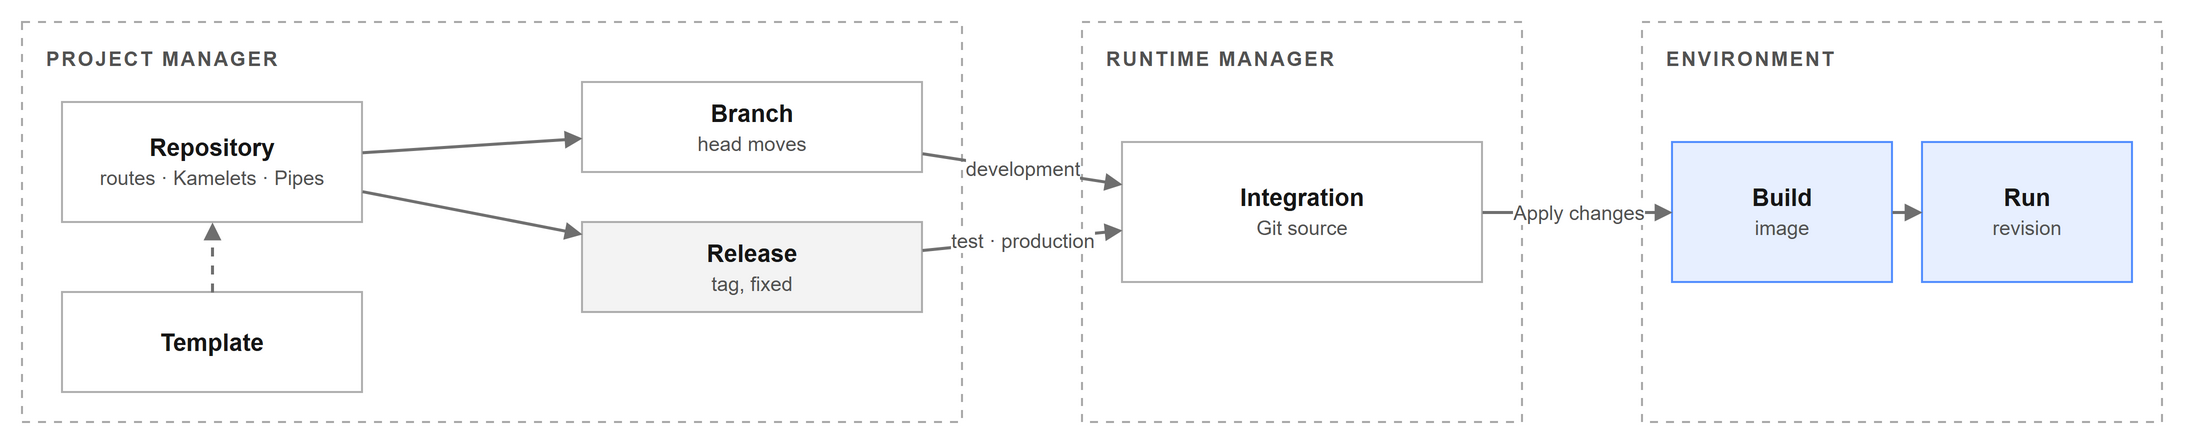 PROJECT MANAGER
Repository
routes · Kamelets · Pipes
Template
Branch
head moves
Release
tag, fixed
development
test · production
RUNTIME MANAGER
Integration
Git source
Apply changes
ENVIRONMENT
Build
image
Run
revision